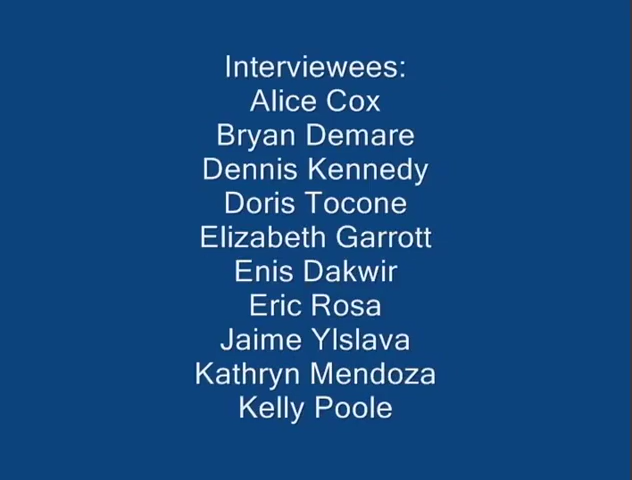 Interviewees:
Alice Cox
Bryan Demare
Dennis Kennedy
Doris Tocone
Elizabeth Garrott
Enis Dakwir
Eric Rosa
Jaime Ylslava
Kathryn Mendoza
Kelly Poole